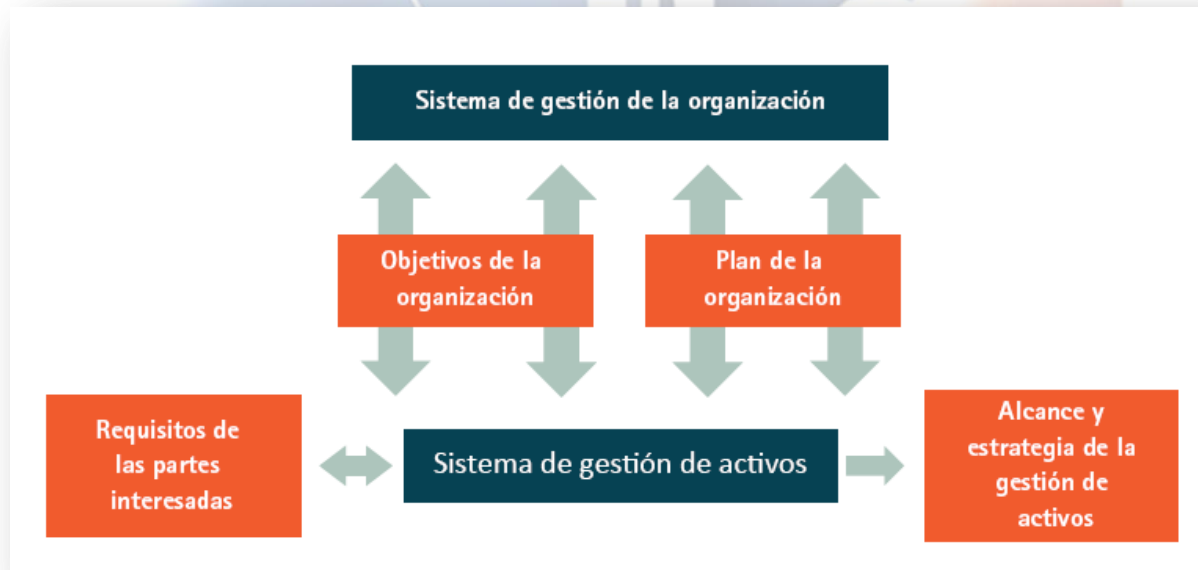 Sistema de gestión de la organización
Objetivos de la
organización
Plan de la
organización
Requisitos de
las partes
interesadas
Sistema de gestión de activos
Alcance y
estrategia de la
gestión de
activos